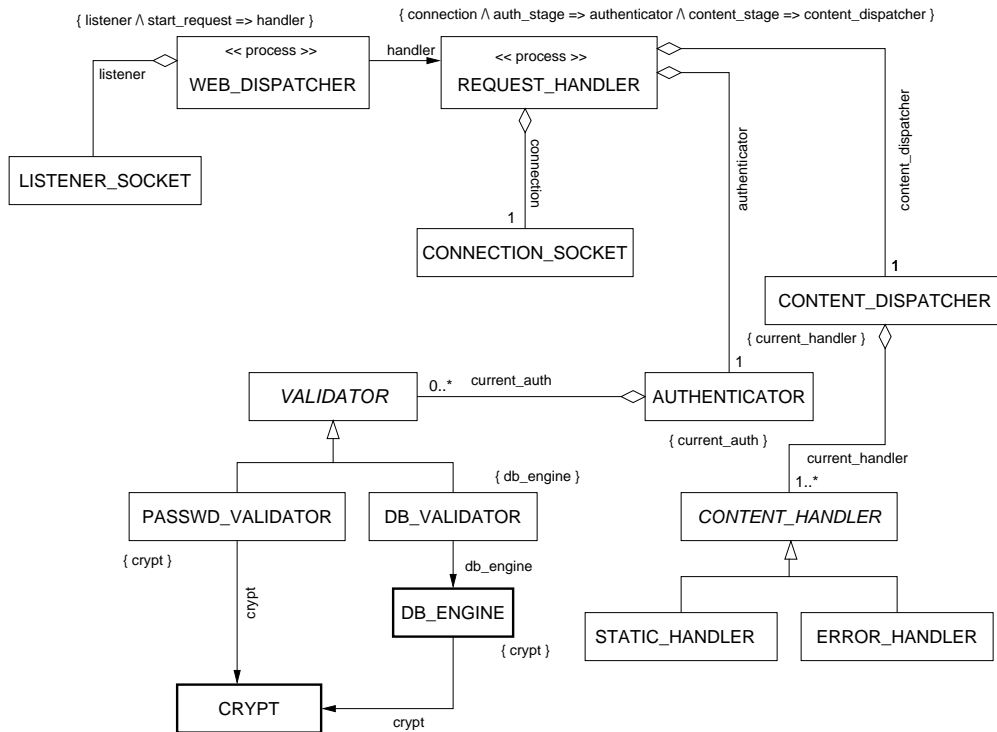 { listener /\ start_request => handler }
{ connection /\ auth_stage => authenticator /\ content_stage => content_dispatcher }
<< process >>
WEB_DISPATCHER
handler
<< process >>
REQUEST_HANDLER
listener
LISTENER_SOCKET
connection
1
CONNECTION_SOCKET
authenticator
content_dispatcher
1
CONTENT_DISPATCHER
{ current_handler }
1
VALIDATOR
0..*
current_auth
AUTHENTICATOR
{ current_auth }
current_handler
1..*
CONTENT_HANDLER
{ db_engine }
PASSWD_VALIDATOR
DB_VALIDATOR
{ crypt }
db_engine
crypt
DB_ENGINE
{ crypt }
STATIC_HANDLER
ERROR_HANDLER
CRYPT
crypt